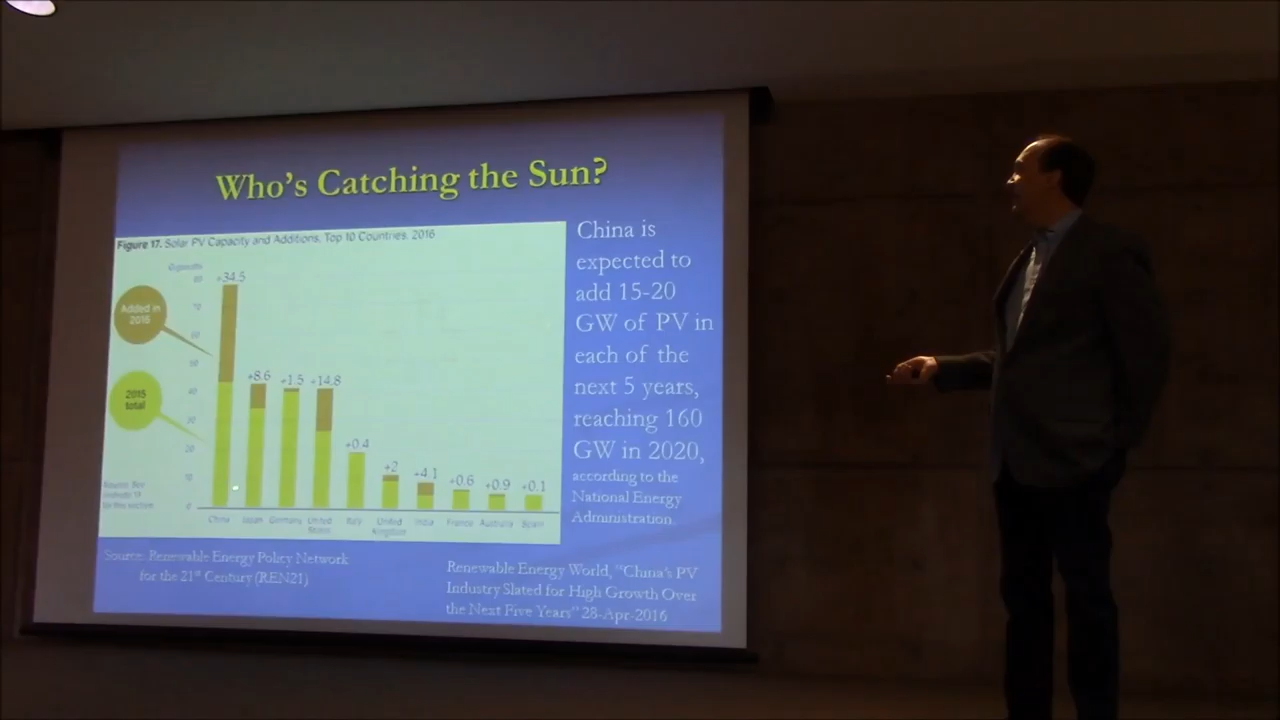 Who's Catching the Sun?
Figure 17. Solar PV Capacity and Additions, Top 10 Countries, 2016
Gigawatts
80
70
60
50
40
30
20
10
0
Added in
2016
2015
total
+34.5
+8.6
+1.5
+14.8
+0.4
+2
+4.1
+0.6
+0.9
+0.1
China
Japan
Germany
United
States
Italy
United
Kingdom
India
France
Australia
Spain
Source: See
for this section
China is
expected to
add 15-20
GW of PV in
each of the
next 5 years,
reaching 160
GW in 2020,
according to the
National Energy
Administration.
Source: Renewable Energy Policy Network
for the 21st Century (REN21)
Renewable Energy World, "China's PV
Industry Slated for High Growth Over
the Next Five Years" 28-Apr-2016